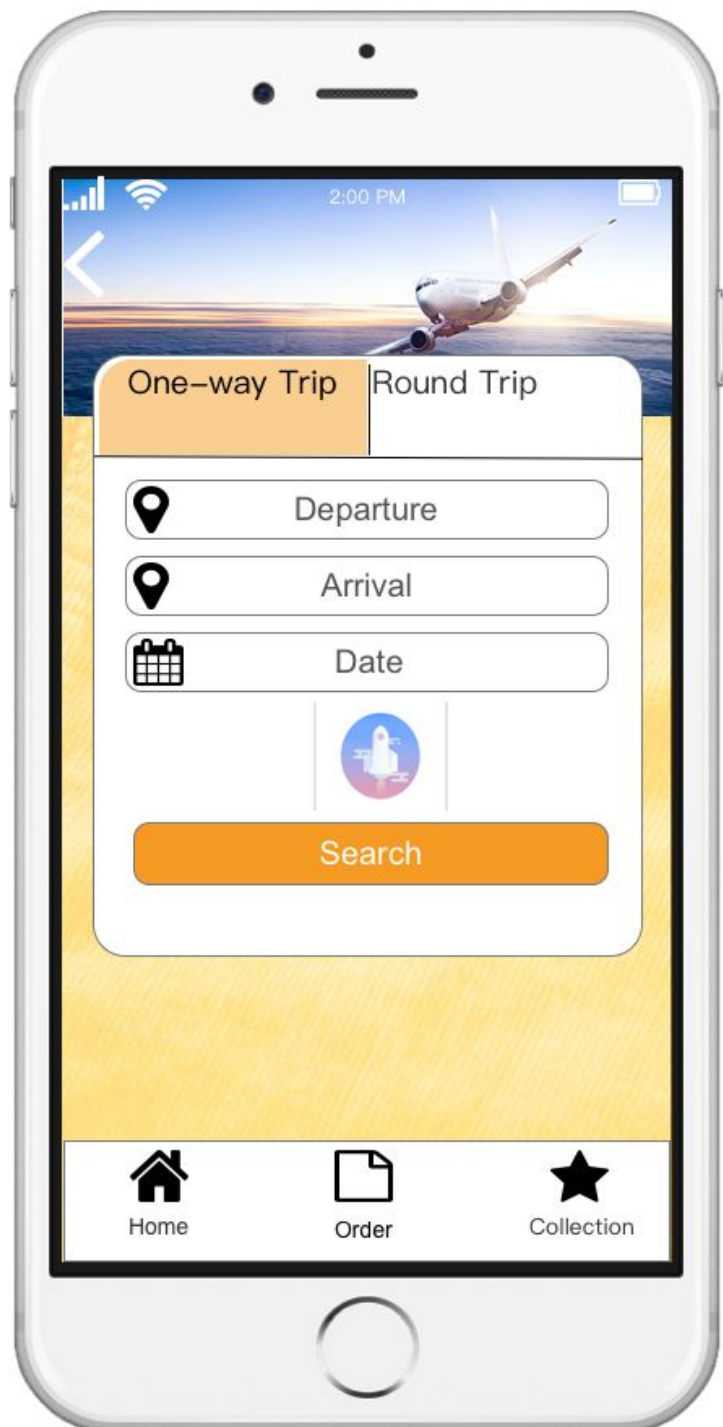 2:00 PM
One-way Trip Round Trip
Departure
Arrival
Date
Search
Home Order Collection